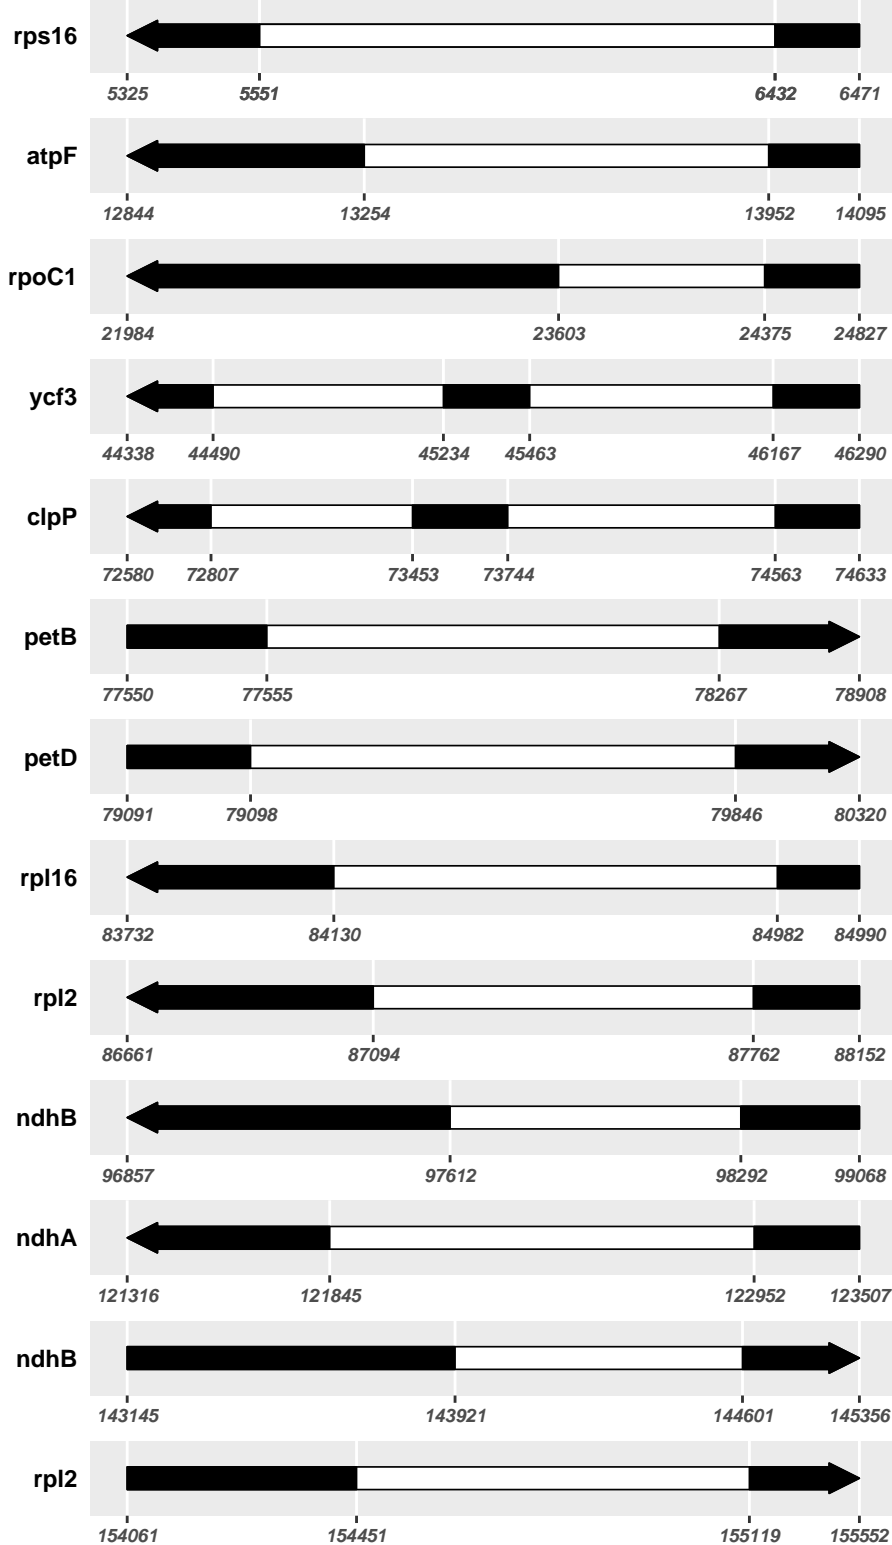 rps16
5325 5551 6432 6471
atpF
12844 13254 13952 14095
rpoC1
21984 23603 24375 24827
ycf3
44338 44490 45234 45463 46167 46290
clpP
72580 72807 73453 73744 74563 74633
petB
77550 77555 78267 78908
petD
79091 79098 79846 80320
rpl16
83732 84130 84982 84990
rpl2
86661 87094 87762 88152
ndhB
96857 97612 98292 99068
ndhA
121316 121845 122952 123507
ndhB
143145 143921 144601 145356
rpl2
154061 154451 155119 155552